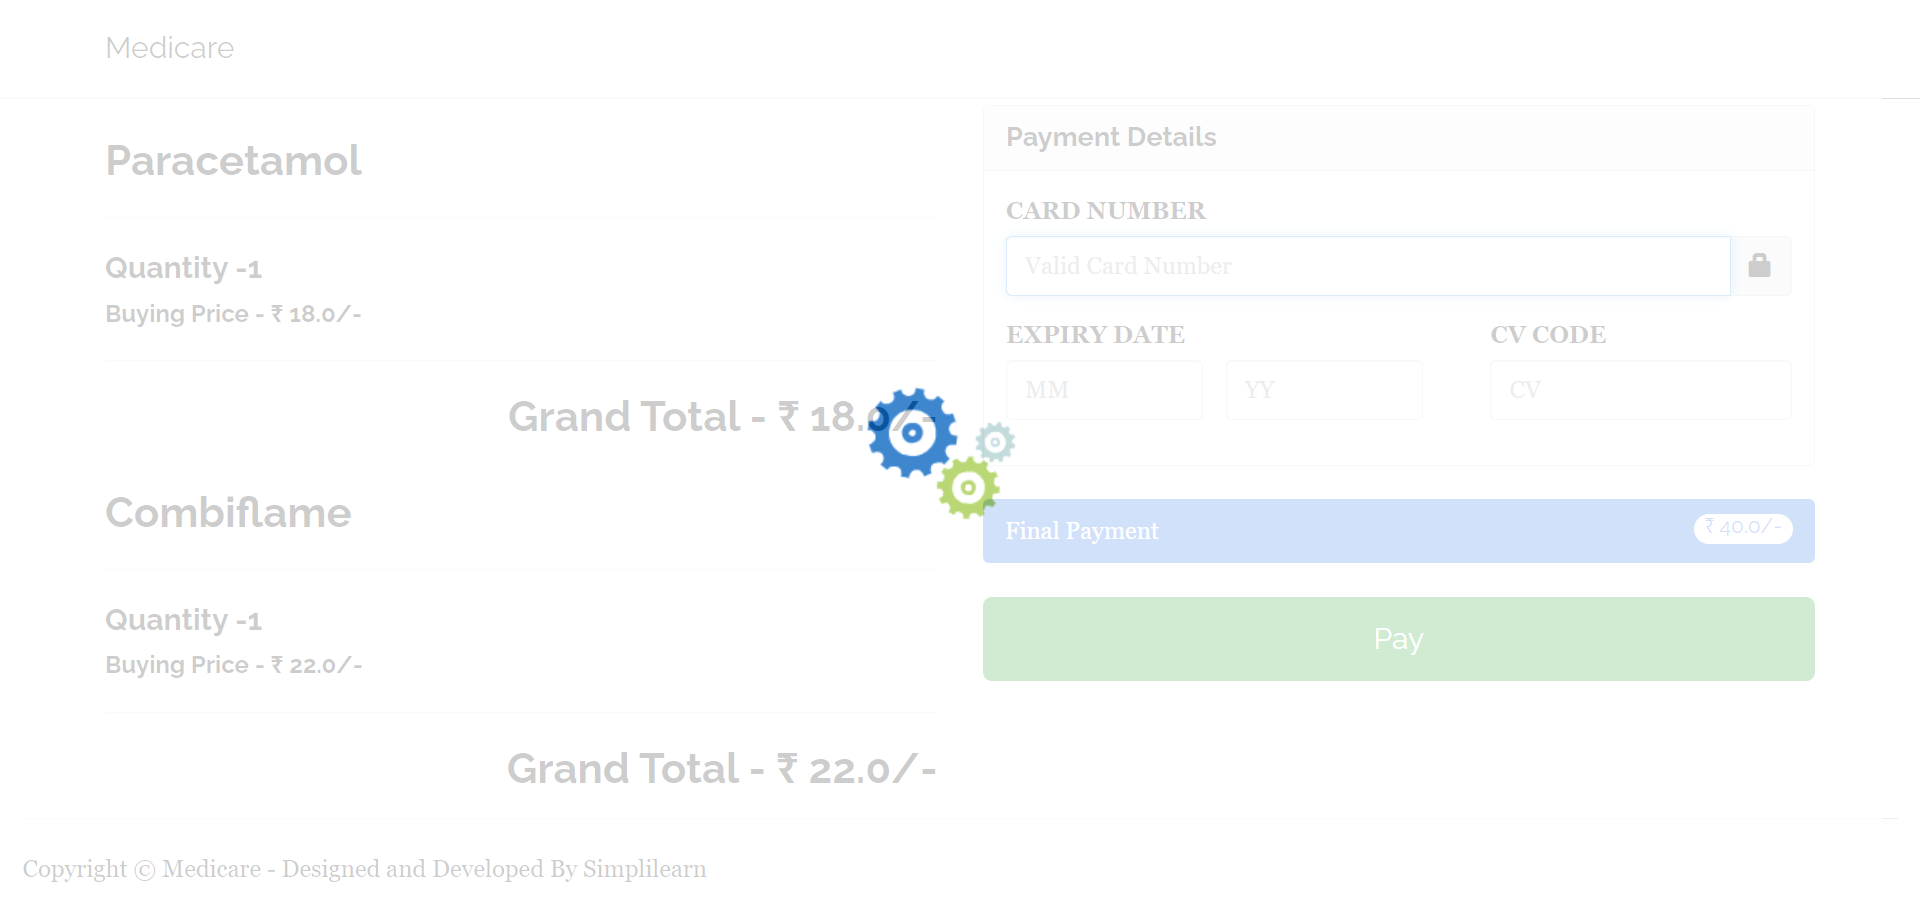 Medicare
Paracetamol
Quantity -1
Buying Price - ₹ 18.0/-
Grand Total - ₹ 18.0/-
Combiflame
Quantity -1
Buying Price - ₹ 22.0/-
Grand Total - ₹ 22.0/-
Payment Details
CARD NUMBER
Valid Card Number
EXPIRY DATE CV CODE
MM YY CV
Final Payment ₹ 40.0/-
Pay
Copyright © Medicare - Designed and Developed By Simplilearn